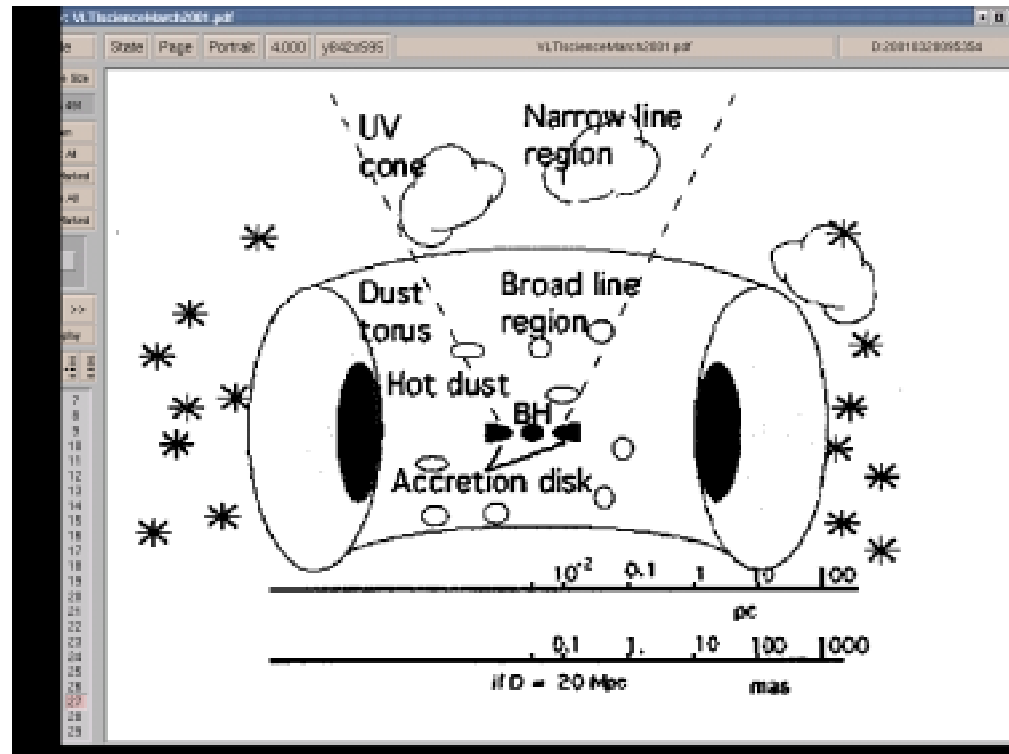 : VLTIscienceMarch2001.pdf
State Page Portrait 4.000 VLTIscienceMarch2001.pdf
UV
cone
Narrow line
region
Dust
torus
Broad line
region
Hot dust
BH
Accretion disk
10-2 0.1 1 10 100
pc
0.1 1. 10 100 1000
if D = 20 Mpc mas
>>
7
8
9
10
11
12
13
14
15
16
17
18
19
20
21
22
23
24
25
26
27
28
29